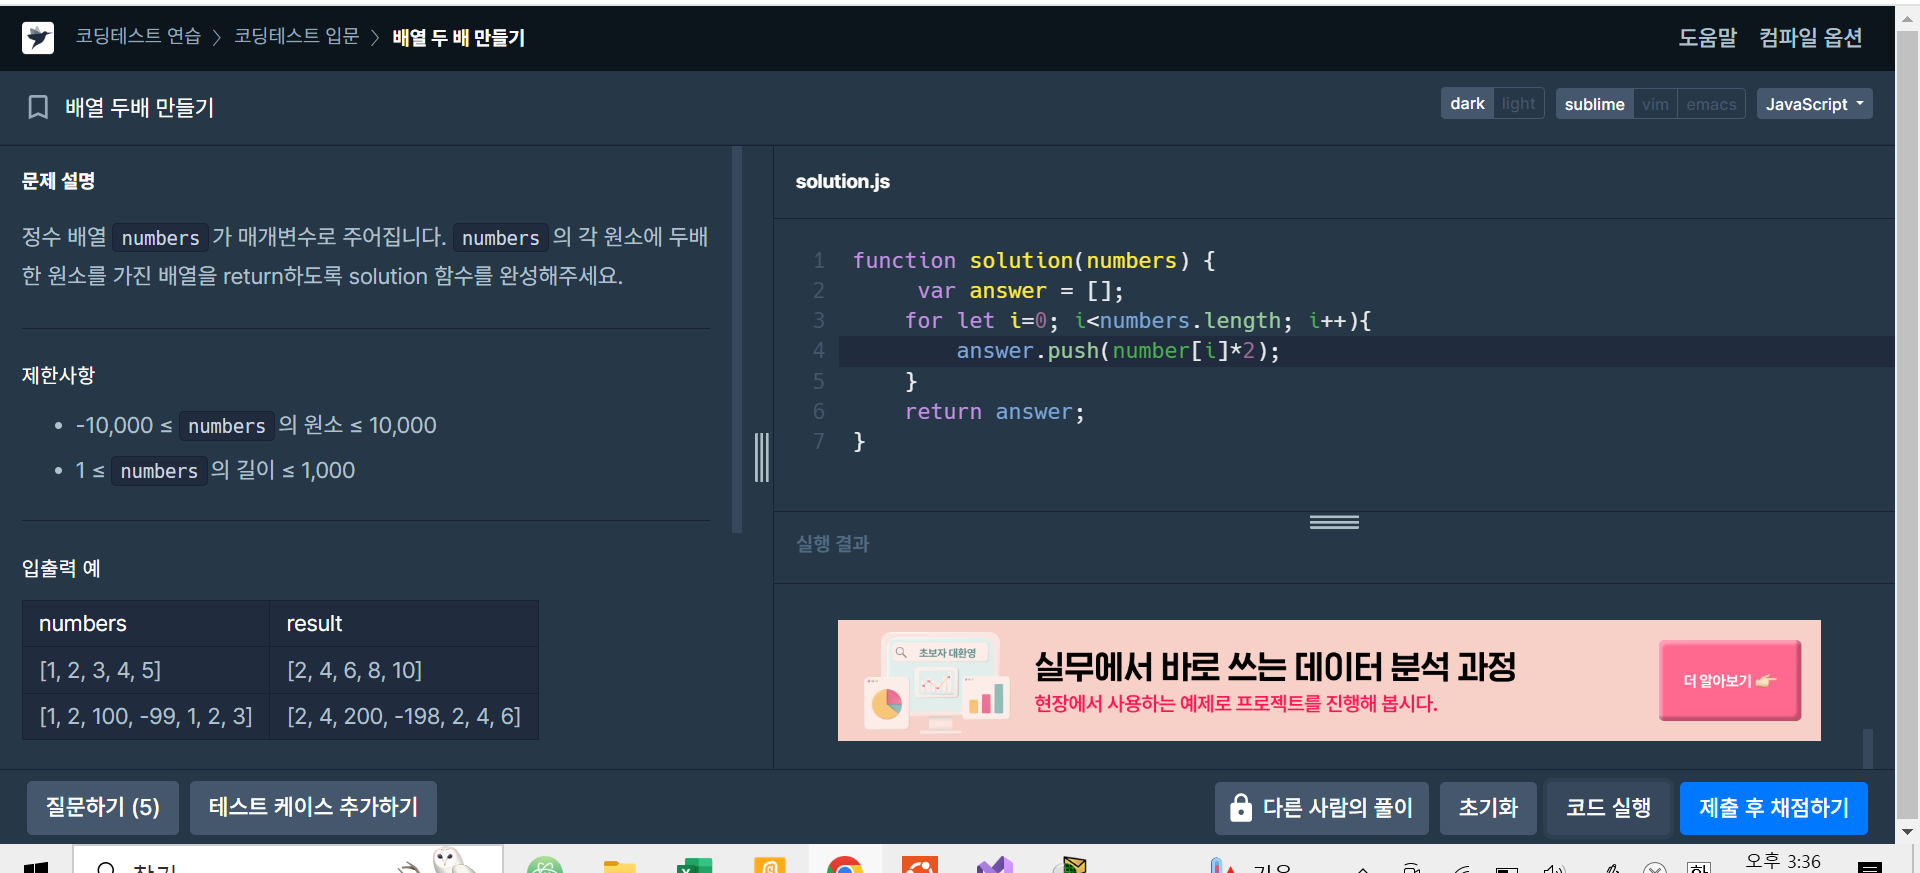 코딩테스트 연습 > 코딩테스트 입문 > 배열 두 배 만들기
도움말 컴파일 옵션
배열 두배 만들기
dark light sublime vim emacs JavaScript
문제 설명
정수 배열 numbers 가 매개변수로 주어집니다. numbers 의 각 원소에 두배
한 원소를 가진 배열을 return하도록 solution 함수를 완성해주세요.
제한사항
• -10,000 ≤ numbers 의 원소 ≤ 10,000
• 1 ≤ numbers 의 길이 ≤ 1,000
입출력 예
numbers result
[1, 2, 3, 4, 5] [2, 4, 6, 8, 10]
[1, 2, 100, -99, 1, 2, 3] [2, 4, 200, -198, 2, 4, 6]
solution.js
1 function solution(numbers) {
2 var answer = [];
3 for let i=0; i<numbers.length; i++){
4 answer.push(number[i]*2);
5 }
6 return answer;
7 }
실행 결과
초보자 대환영
실무에서 바로 쓰는 데이터 분석 과정
현장에서 사용하는 예제로 프로젝트를 진행해 봅시다.
더 알아보기
질문하기 (5) 테스트 케이스 추가하기 다른 사람의 풀이 초기화 코드 실행 제출 후 채점하기
오후 3:36